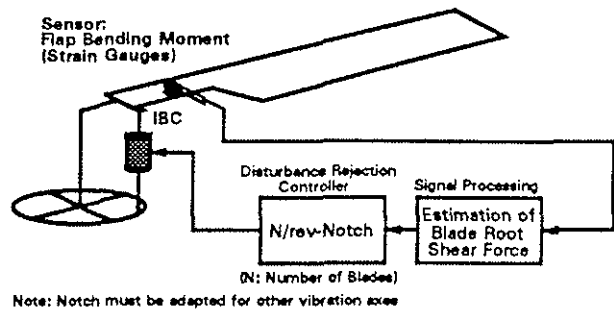 Sensor:
Flap Bending Moment
(Strain Gauges)
IBC
Disturbance Rejection
Controller
Signal Processing
N/rev-Notch
Estimation of
Blade Root
Shear Force
(N: Number of Blades)
Note: Notch must be adapted for other vibration axes